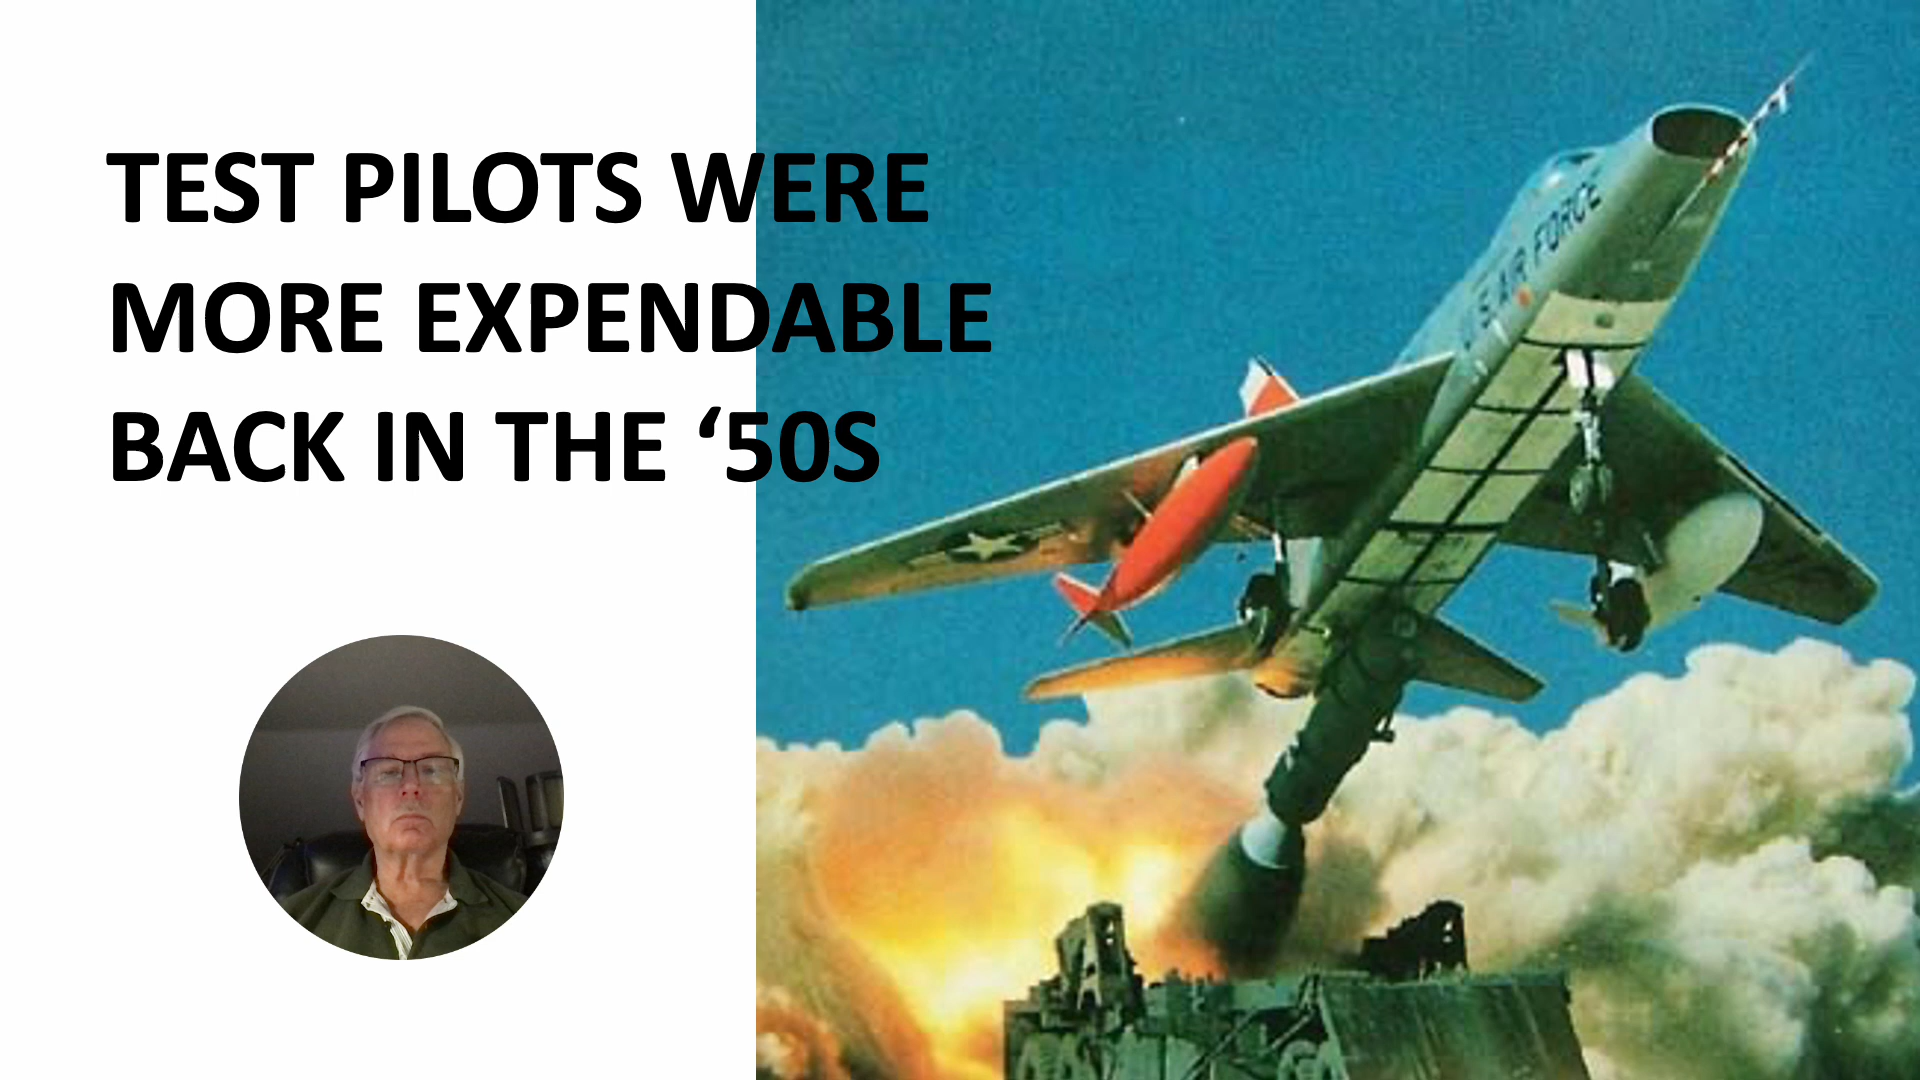 TEST PILOTS WERE
MORE EXPENDABLE
BACK IN THE ‘50S
U.S. AIR FORCE